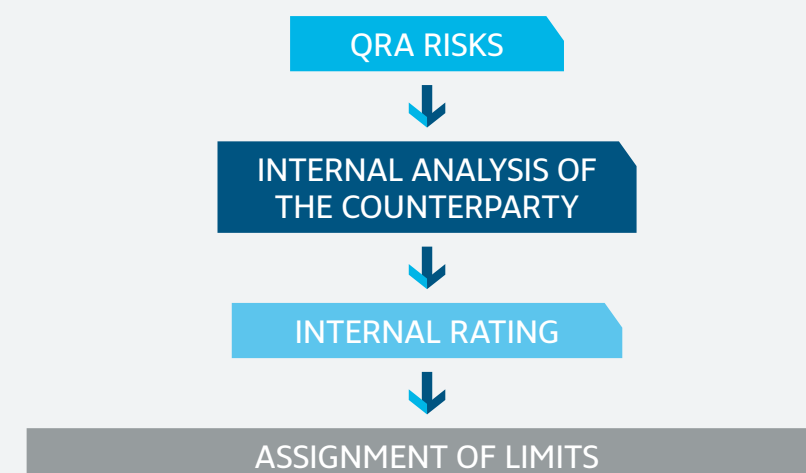 QRA RISKS
INTERNAL ANALYSIS OF
THE COUNTERPARTY
INTERNAL RATING
ASSIGNMENT OF LIMITS